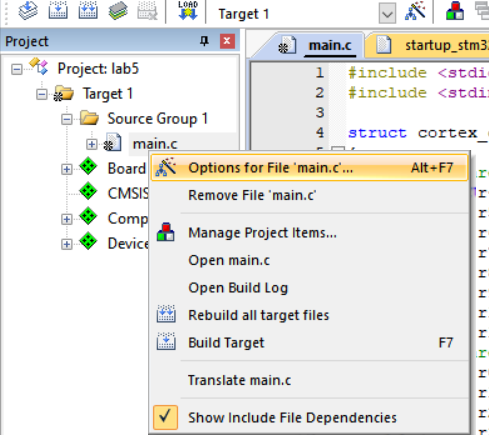 LOAD
Target 1
Project
main.c
startup_stm3
Project: lab5
Target 1
Source Group 1
main.c
Board
CMSIS
Comp
Device
1 #include <stdi
2 #include <stdi
3
4 struct cortex_
Options for File 'main.c'... Alt+F7
Remove File 'main.c'
Manage Project Items...
Open main.c
Open Build Log
Rebuild all target files
Build Target F7
Translate main.c
Show Include File Dependencies